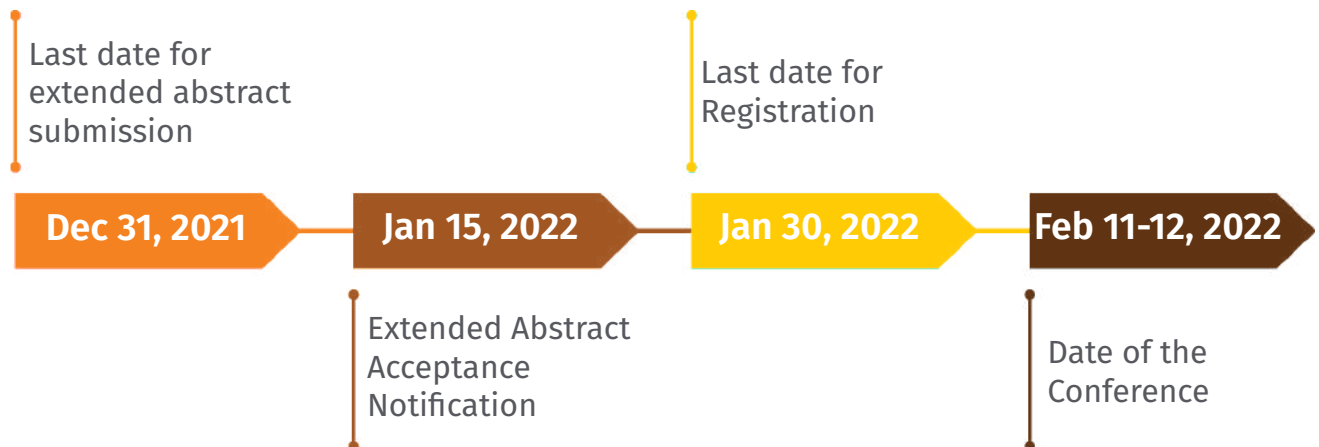 Last date for
extended abstract
submission
Last date for
Registration
Dec 31, 2021
Jan 15, 2022
Jan 30, 2022
Feb 11-12, 2022
Extended Abstract
Acceptance
Notification
Date of the
Conference